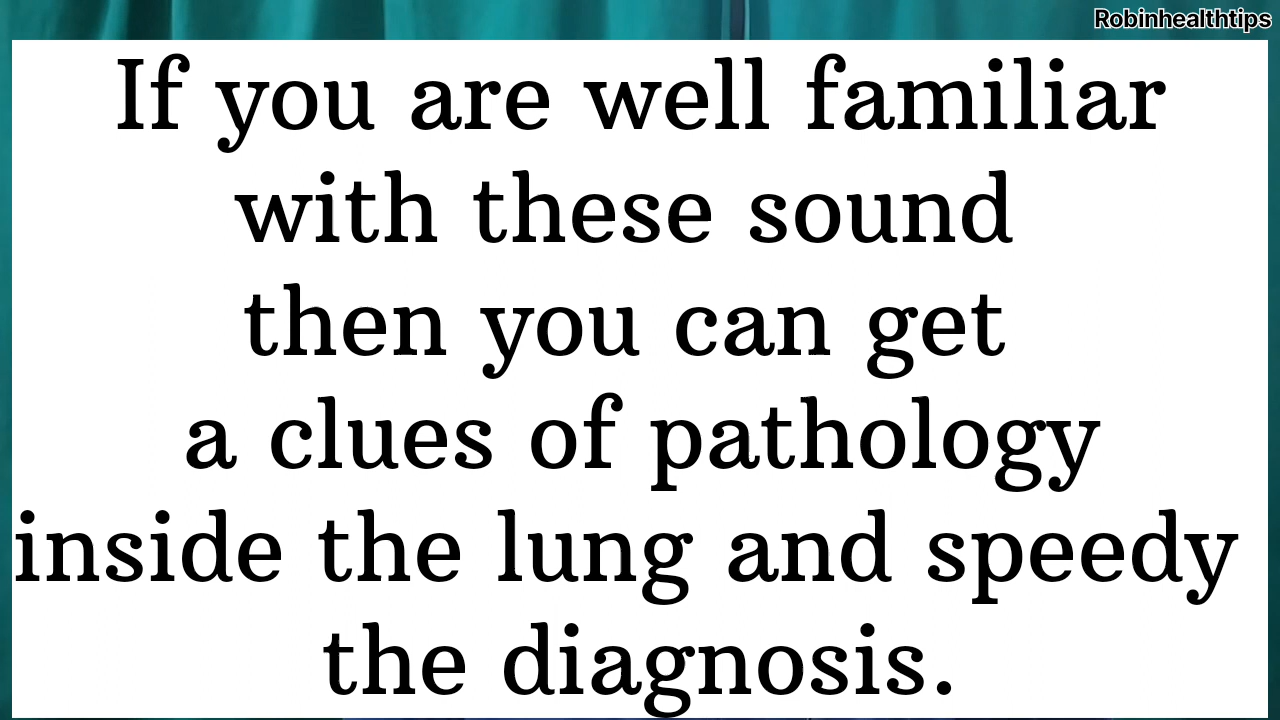 Robinhealthtips
If you are well familiar
with these sound
then you can get
a clues of pathology
inside the lung and speedy
the diagnosis.